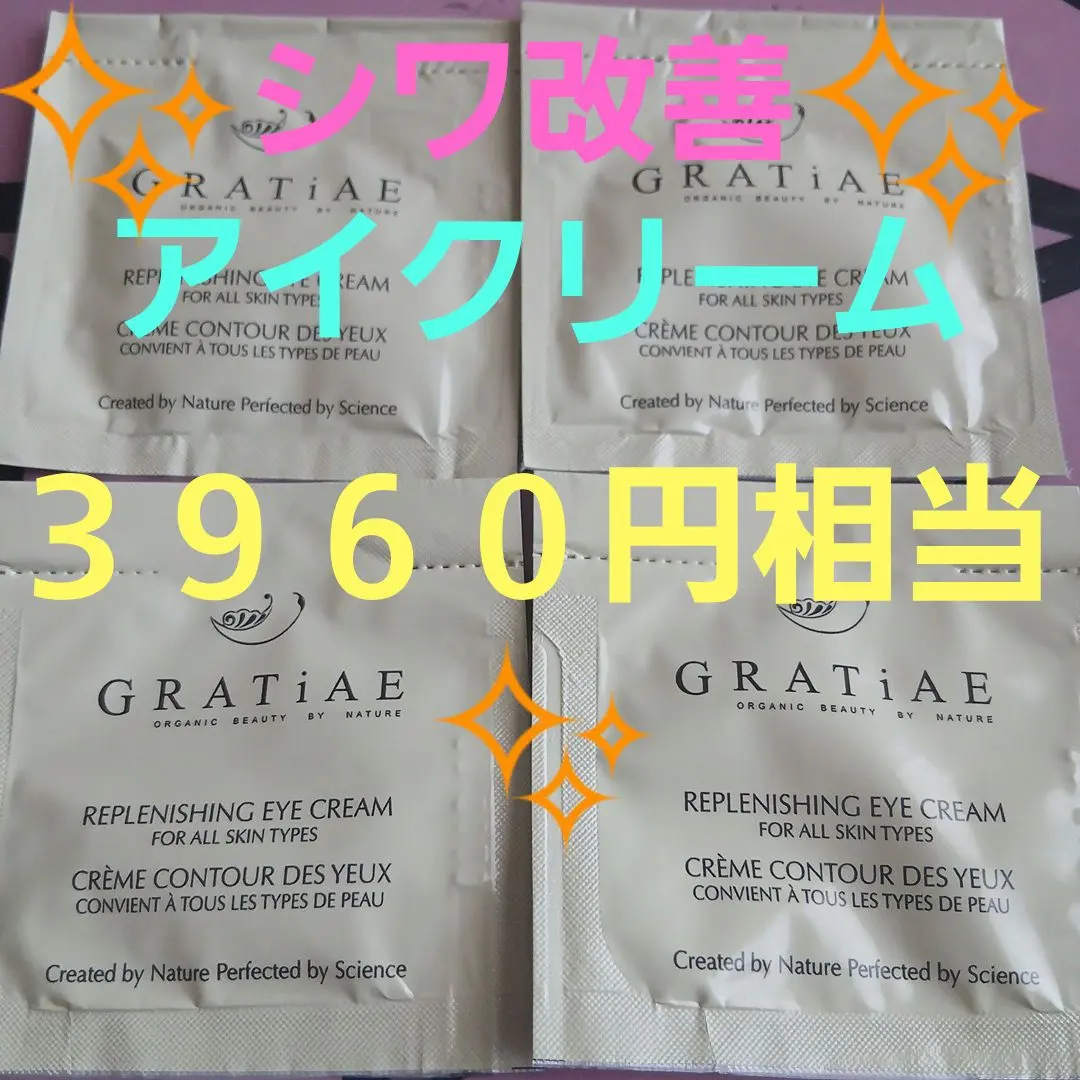 シワ改善
アイクリーム
3960円相当
GRATiAE
ORGANIC BEAUTY BY NATURE
REPLENISHING EYE CREAM
FOR ALL SKIN TYPES
CRÈME CONTOUR DES YEUX
CONVIENT À TOUS LES TYPES DE PEAU
Created by Nature Perfected by Science
GRATiAE
ORGANIC BEAUTY BY NATURE
REPLENISHING EYE CREAM
FOR ALL SKIN TYPES
CRÈME CONTOUR DES YEUX
CONVIENT À TOUS LES TYPES DE PEAU
Created by Nature Perfected by Science
GRATiAE
ORGANIC BEAUTY BY NATURE
REPLENISHING EYE CREAM
FOR ALL SKIN TYPES
CRÈME CONTOUR DES YEUX
CONVIENT À TOUS LES TYPES DE PEAU
Created by Nature Perfected by Science
GRATiAE
ORGANIC BEAUTY BY NATURE
REPLENISHING EYE CREAM
FOR ALL SKIN TYPES
CRÈME CONTOUR DES YEUX
CONVIENT À TOUS LES TYPES DE PEAU
Created by Nature Perfected by Science